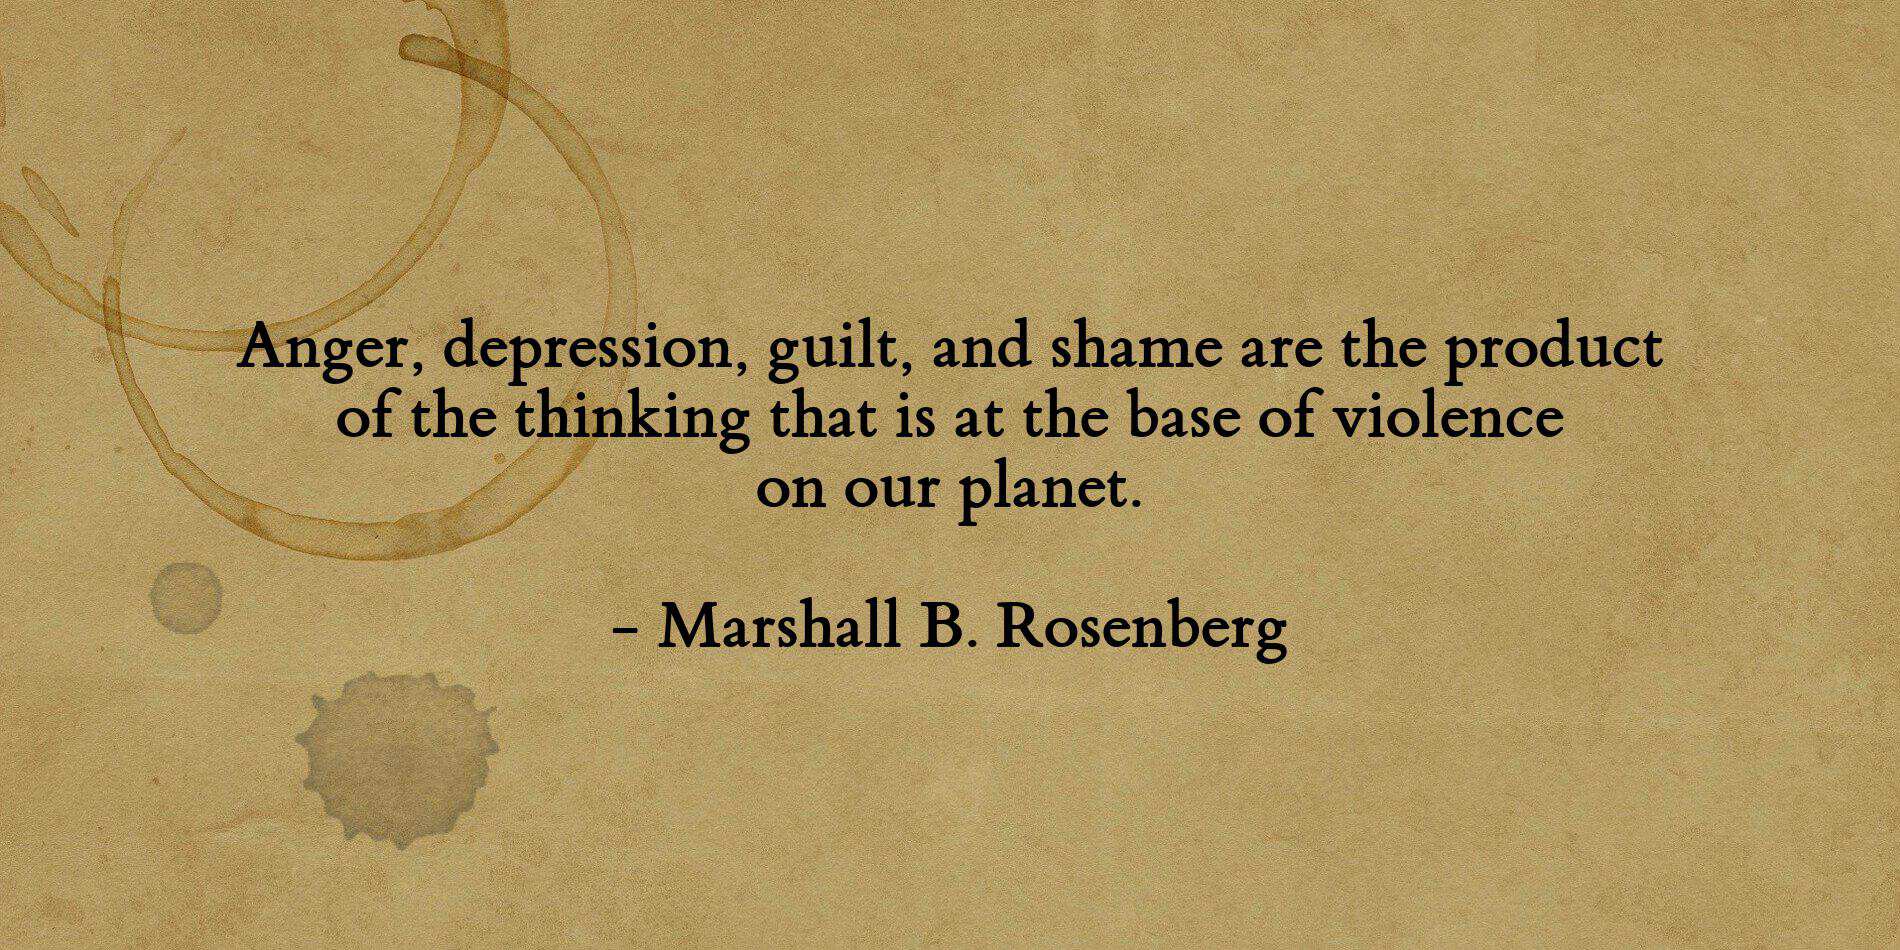 Anger, depression, guilt, and shame are the product
of the thinking that is at the base of violence
on our planet.
- Marshall B. Rosenberg